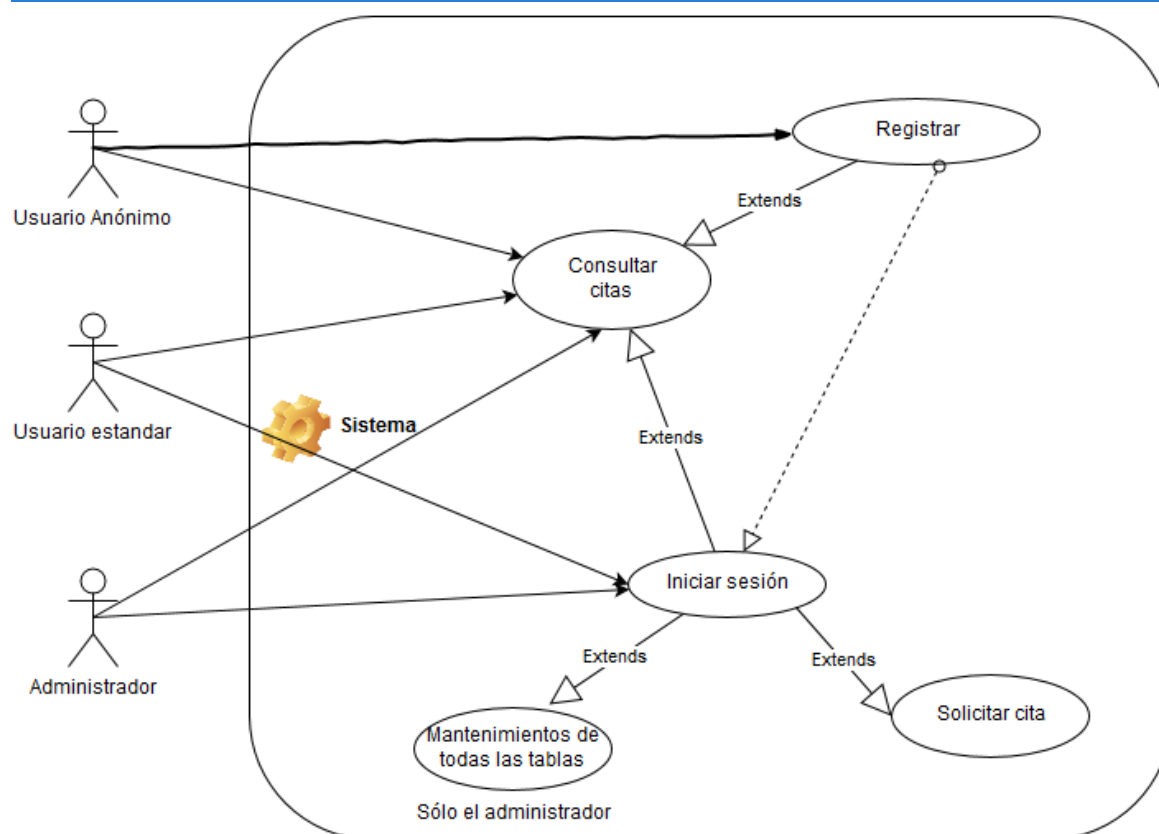 Registrar
Usuario Anónimo
Extends
Consultar
citas
Usuario estandar
Sistema
Extends
Iniciar sesión
Administrador
Extends
Extends
Solicitar cita
Mantenimientos de
todas las tablas
Sólo el administrador